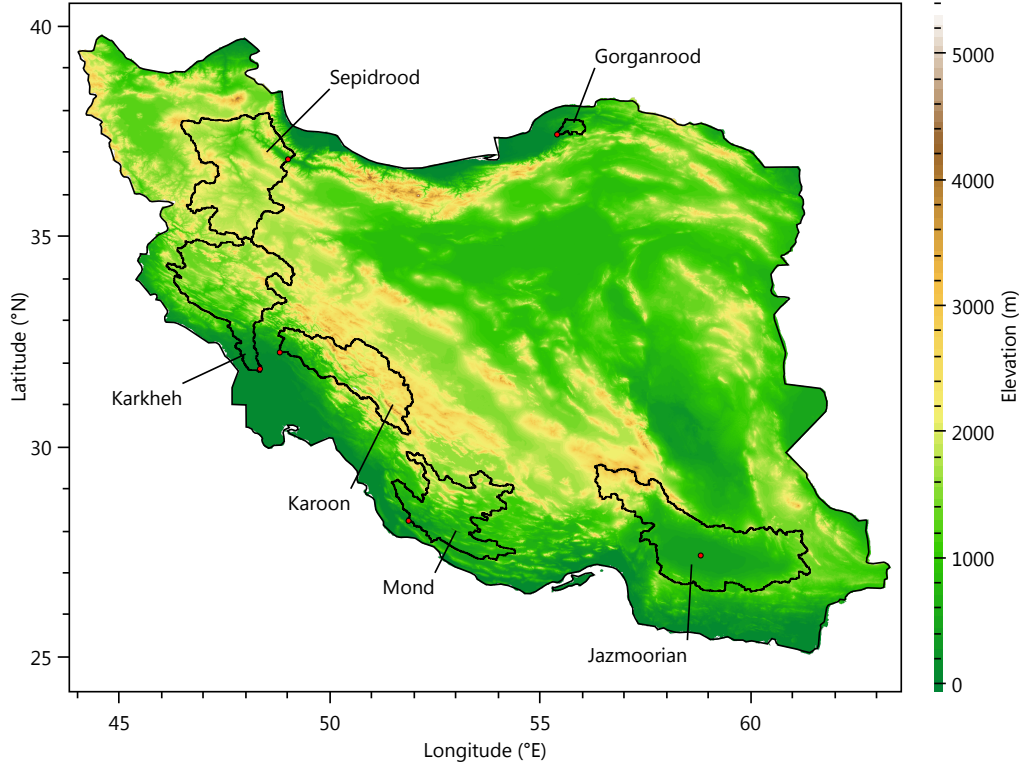 40
35
30
25
Latitude (°N)
45
50
55
60
Longitude (°E)
Sepidrood
Gorganrood
Karkheh
Karoon
Mond
Jazmoorian
5000
4000
3000
2000
1000
0
Elevation (m)